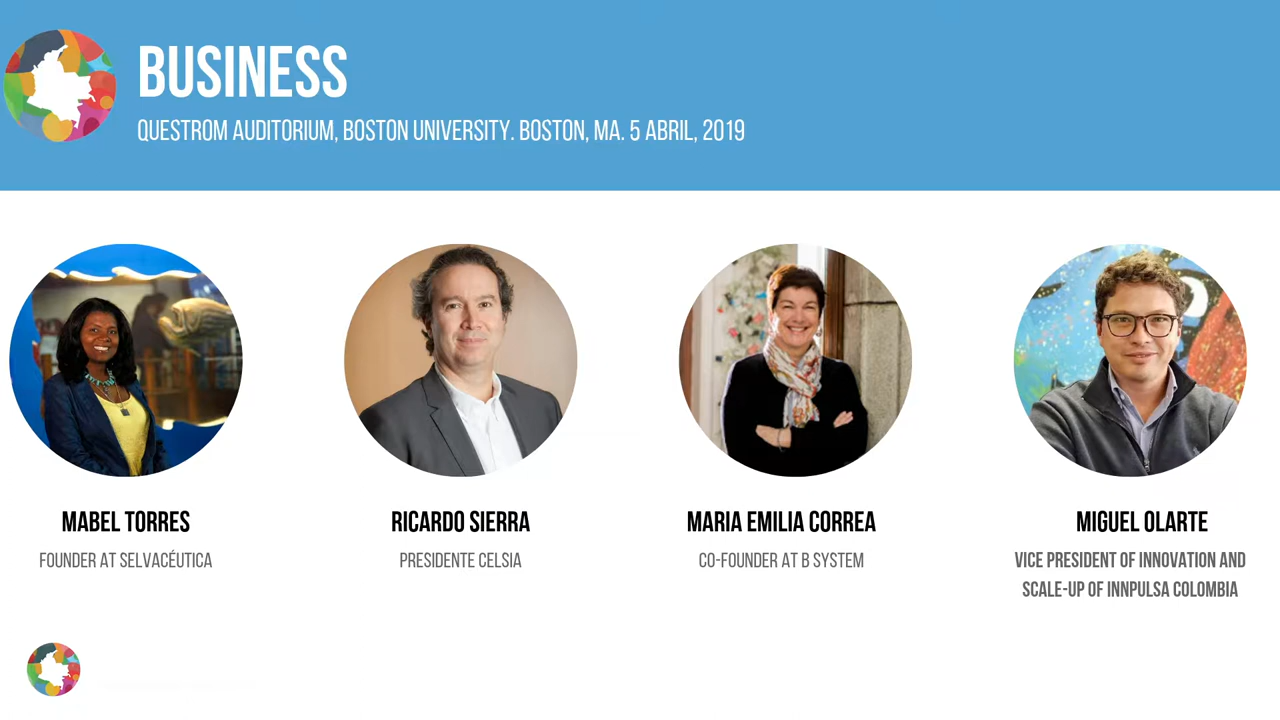 BUSINESS
QUESTROM AUDITORIUM, BOSTON UNIVERSITY. BOSTON, MA. 5 ABRIL, 2019
MABEL TORRES
FOUNDER AT SELVACÉUTICA
RICARDO SIERRA
PRESIDENTE CELSIA
MARIA EMILIA CORREA
CO-FOUNDER AT B SYSTEM
MIGUEL OLARTE
VICE PRESIDENT OF INNOVATION AND
SCALE-UP OF INNPULSA COLOMBIA